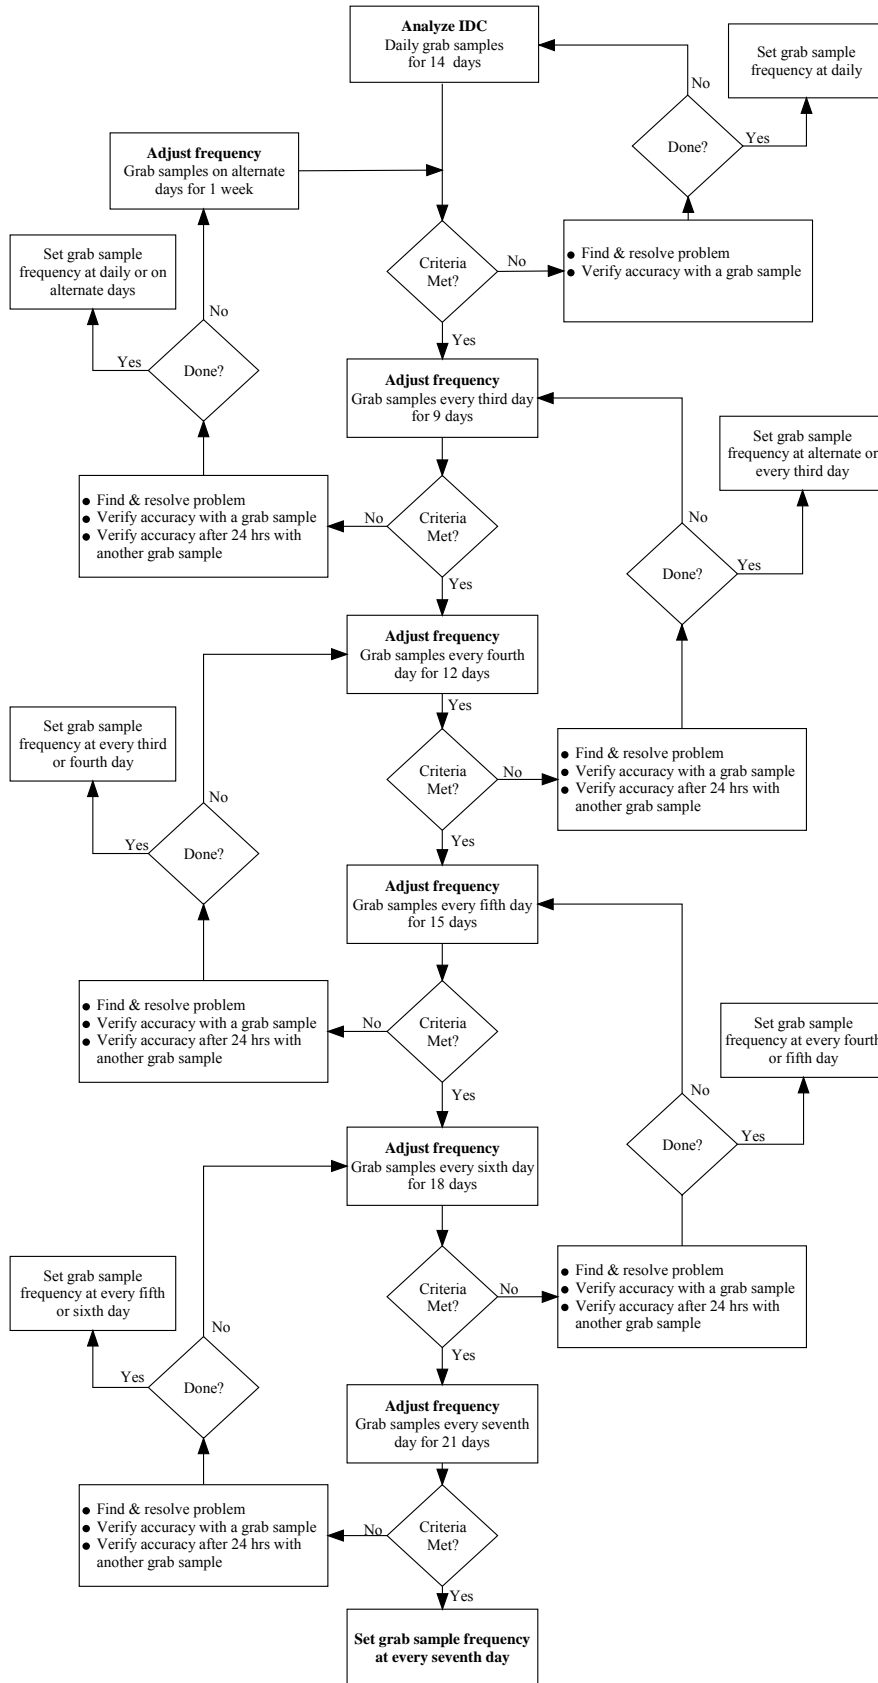 Analyze IDC
Daily grab samples
for 14 days
Set grab sample
frequency at daily
No
Done?
Yes
Adjust frequency
Grab samples on alternate
days for 1 week
● Find & resolve problem
● Verify accuracy with a grab sample
Criteria
Met?
No
Yes
Set grab sample
frequency at daily or on
alternate days
No
Yes
Done?
Adjust frequency
Grab samples every third day
for 9 days
Set grab sample
frequency at alternate or
every third day
● Find & resolve problem
● Verify accuracy with a grab sample
● Verify accuracy after 24 hrs with
another grab sample
No
Criteria
Met?
Yes
No
Done?
Yes
Adjust frequency
Grab samples every fourth
day for 12 days
Yes
Set grab sample
frequency at every third
or fourth day
Criteria
Met?
No
● Find & resolve problem
● Verify accuracy with a grab sample
● Verify accuracy after 24 hrs with
another grab sample
No
Yes
Done?
Yes
Adjust frequency
Grab samples every fifth day
for 15 days
● Find & resolve problem
● Verify accuracy with a grab sample
● Verify accuracy after 24 hrs with
another grab sample
No
Criteria
Met?
Yes
Set grab sample
frequency at every fourth
or fifth day
No
Done?
Yes
Adjust frequency
Grab samples every sixth day
for 18 days
Set grab sample
frequency at every fifth
or sixth day
Criteria
Met?
No
● Find & resolve problem
● Verify accuracy with a grab sample
● Verify accuracy after 24 hrs with
another grab sample
No
Yes
Done?
Yes
Adjust frequency
Grab samples every seventh
day for 21 days
● Find & resolve problem
● Verify accuracy with a grab sample
● Verify accuracy after 24 hrs with
another grab sample
No
Criteria
Met?
Yes
Set grab sample frequency
at every seventh day